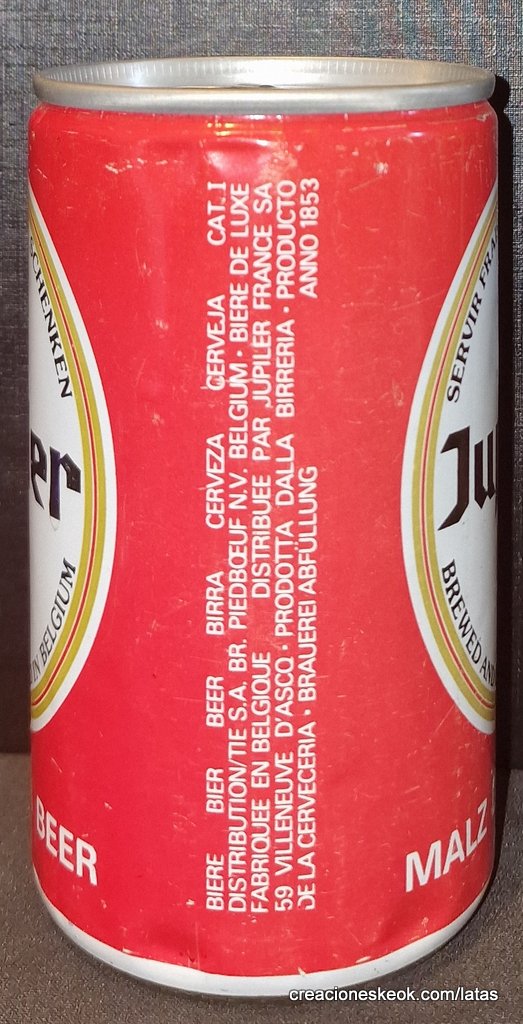 BIERE BIER BEER BIRRA CERVEZA CERVEJA CAT.I
DISTRIBUTION/TIE S.A. BR. PIEDBŒUF N.V. BELGIUM · BIERE DE LUXE
FABRIQUEE EN BELGIQUE DISTRIBUEE PAR JUPILER FRANCE SA
59 VILLENEUVE D'ASCQ · PRODOTTA DALLA BIRRERIA · PRODUCTO
DE LA CERVECERIA · BRAUEREIABFÜLLUNG ANNO 1853
SCHENKEN
er
IN BELGIUM
BEER
SERVIR FRA
Ju
BREWED AND
MALZ
creacioneskeok.com/latas